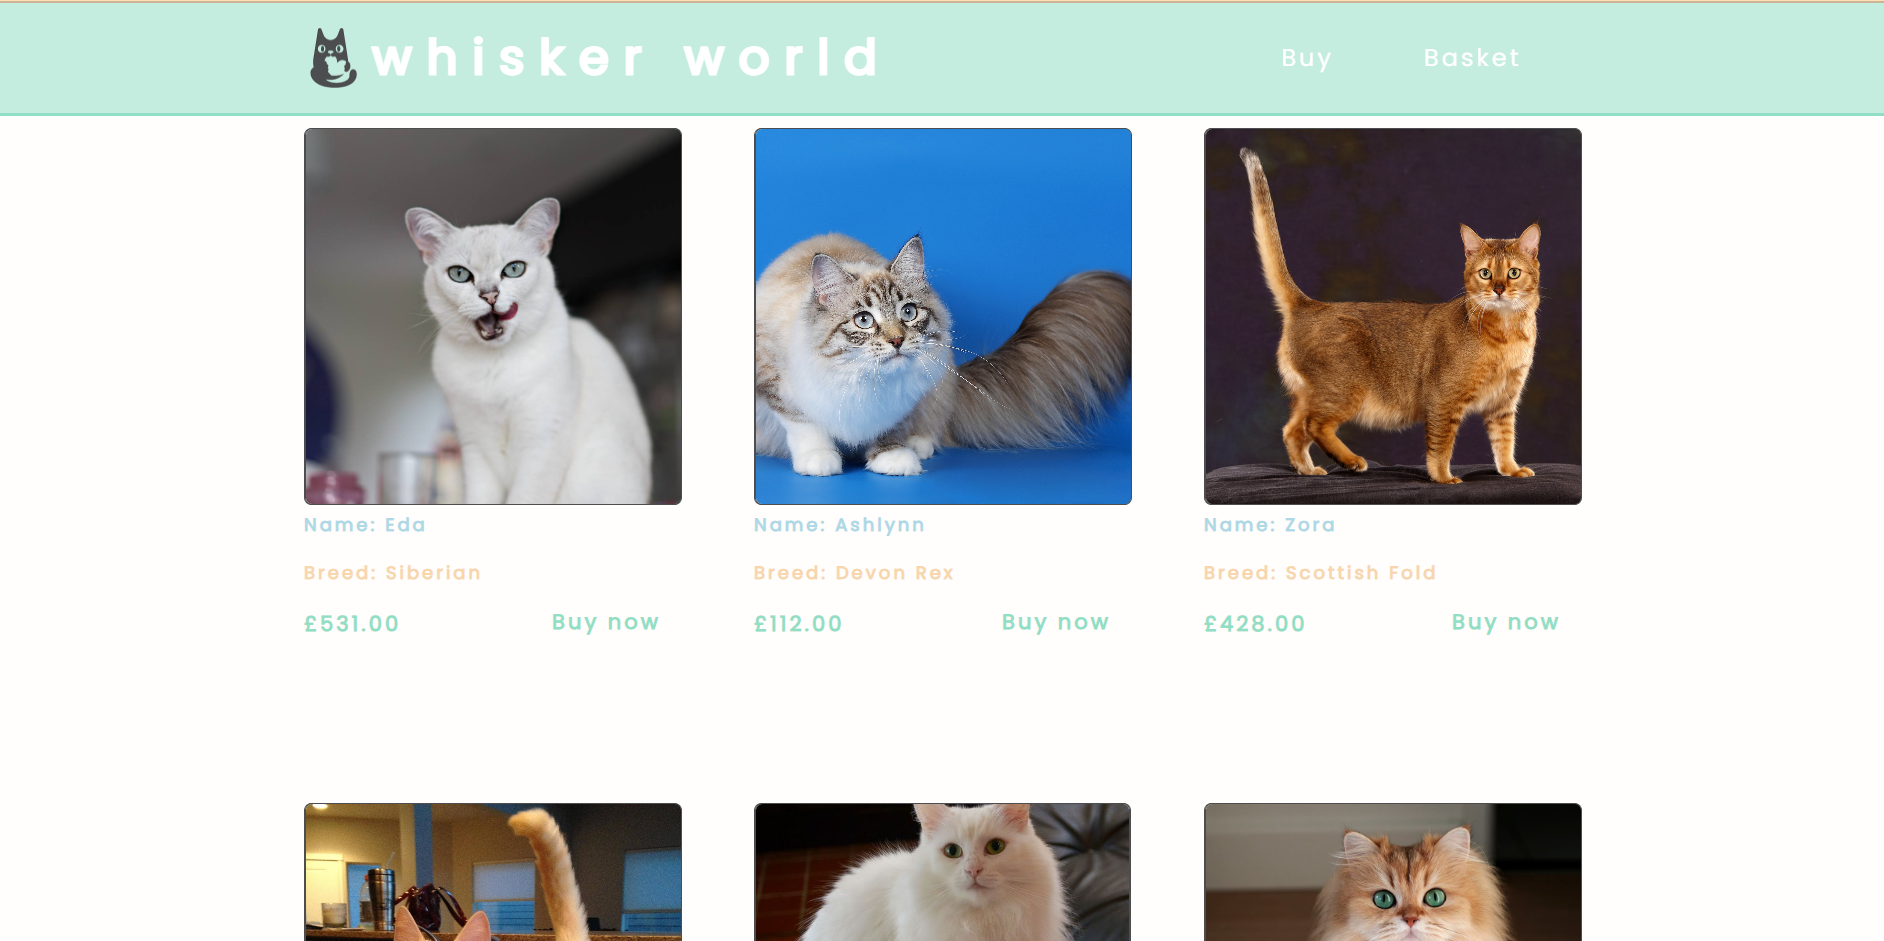 whisker world
Buy
Basket
Name: Eda
Breed: Siberian
£531.00
Buy now
Name: Ashlynn
Breed: Devon Rex
£112.00
Buy now
Name: Zora
Breed: Scottish Fold
£428.00
Buy now